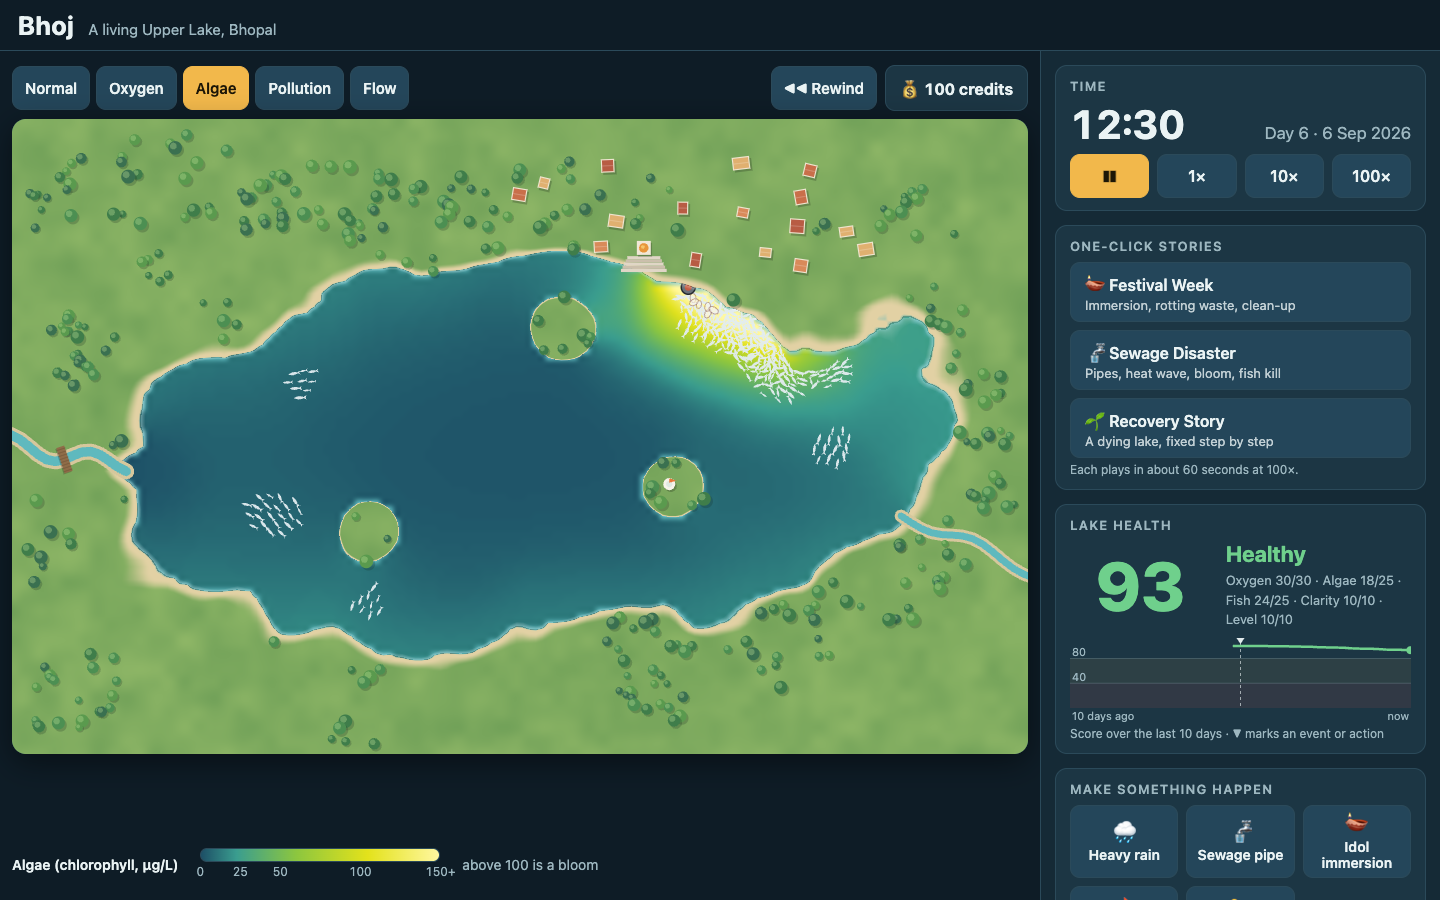 Bhoj A living Upper Lake, Bhopal
Normal Oxygen Algae Pollution Flow
Rewind 100 credits
TIME
12:30 Day 6 · 6 Sep 2026
1× 10× 100×
ONE-CLICK STORIES
Festival Week
Immersion, rotting waste, clean-up
Sewage Disaster
Pipes, heat wave, bloom, fish kill
Recovery Story
A dying lake, fixed step by step
Each plays in about 60 seconds at 100×.
LAKE HEALTH
93
Healthy
Oxygen 30/30 · Algae 18/25 ·
Fish 24/25 · Clarity 10/10 ·
Level 10/10
80
40
10 days ago now
Score over the last 10 days · ▼ marks an event or action
MAKE SOMETHING HAPPEN
Heavy rain
Sewage pipe
Idol
immersion
Algae (chlorophyll, µg/L)
0 25 50 100 150+
above 100 is a bloom